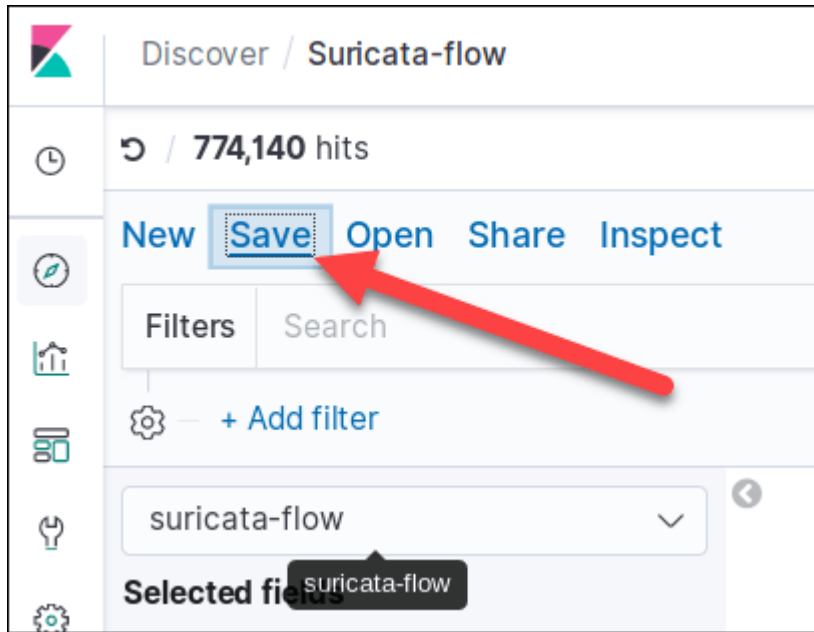 Discover / Suricata-flow
/ 774,140 hits
New Save Open Share Inspect
Filters Search
+ Add filter
suricata-flow
suricata-flow
Selected fields